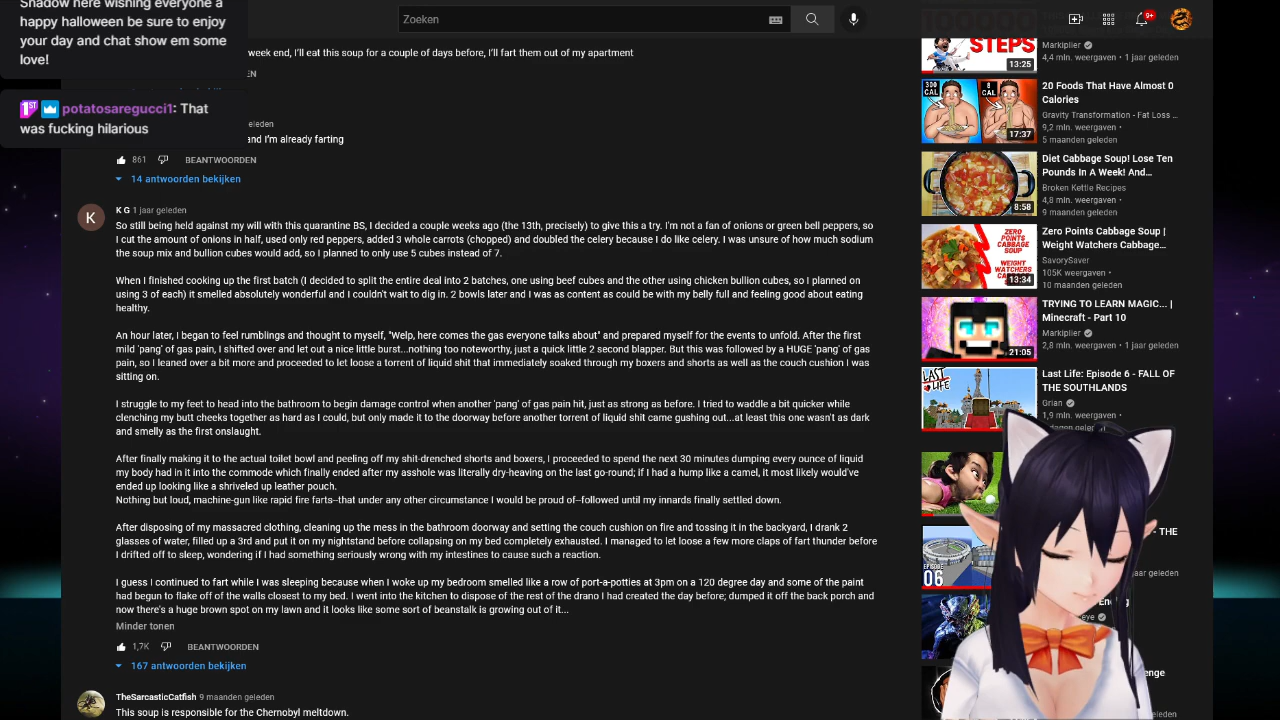 Shadow here wishing everyone a
happy halloween be sure to enjoy
your day and chat show em some
love!
potatosaregucci1: That
was fucking hilarious
Zoeken
9+
week end, I'll eat this soup for a couple of days before, I'll fart them out of my apartment
EN
geleden
and I'm already farting
861 BEANTWOORDEN
14 antwoorden bekijken
K
K G 1 jaar geleden
So still being held against my will with this quarantine BS, I decided a couple weeks ago (the 13th, precisely) to give this a try. I'm not a fan of onions or green bell peppers, so
I cut the amount of onions in half, used only red peppers, added 3 whole carrots (chopped) and doubled the celery because I do like celery. I was unsure of how much sodium
the soup mix and bullion cubes would add, so I planned to only use 5 cubes instead of 7.
When I finished cooking up the first batch (I wanted to split the entire deal into 2 batches, one using beef cubes and the other using chicken bullion cubes, so I planned on
using 3 of each) it smelled absolutely wonderful and I couldn't wait to dig in. 2 bowls later and I was as content as could be with my belly full and feeling good about eating
healthy.
An hour later, I began to feel rumblings and thought to myself, "Welp, here comes the gas everyone talks about" and prepared myself for the events to unfold. After the first
mild 'pang' of gas pain, I shifted over and let out a nice little burst...nothing too noteworthy, just a quick little 2 second blapper. But this was followed by a HUGE 'pang' of gas
pain, so I leaned over a bit more and proceeded to let loose a torrent of liquid shit that immediately soaked through my boxers and shorts as well as the couch cushion I was
sitting on.
I struggle to my feet to head into the bathroom to begin damage control when another 'pang' of gas pain hit, just as strong as before. I tried to waddle a bit quicker while
clenching my butt cheeks together as hard as I could, but only made it to the doorway before another torrent of liquid shit came gushing out...at least this one wasn't as dark
and smelly as the first onslaught.
After finally making it to the actual toilet bowl and peeling off my shit-drenched shorts and boxers, I proceeded to spend the next 30 minutes dumping every ounce of liquid
my body had in it into the commode which finally ended after my asshole was literally dry-heaving on the last go-round; if I had a hump like a camel, it most likely would've
ended up looking like a shriveled up leather pouch.
Nothing but loud, machine-gun like rapid fire farts--that under any other circumstance I would be proud of--followed until my innards finally settled down.
After disposing of my massacred clothing, cleaning up the mess in the bathroom doorway and setting the couch cushion on fire and tossing it in the backyard, I drank 2
glasses of water, filled up a 3rd and put it on my nightstand before collapsing on my bed completely exhausted. I managed to let loose a few more claps of fart thunder before
I drifted off to sleep, wondering if I had something seriously wrong with my intestines to cause such a reaction.
I guess I continued to fart while I was sleeping because when I woke up my bedroom smelled like a row of port-a-potties at 3pm on a 120 degree day and some of the paint
had begun to flake off of the walls closest to my bed. I went into the kitchen to dispose of the rest of the drano I had created the day before; dumped it off the back porch and
now there's a huge brown spot on my lawn and it looks like some sort of beanstalk is growing out of it...
Minder tonen
1,7K BEANTWOORDEN
167 antwoorden bekijken
TheSarcasticCatfish 9 maanden geleden
This soup is responsible for the Chernobyl meltdown.
STEPS
13:25
Markiplier
4,4 mln. weergaven • 1 jaar geleden
300 CAL
8 CAL
17:37
20 Foods That Have Almost 0
Calories
Gravity Transformation - Fat Loss ...
9,2 mln. weergaven •
5 maanden geleden
8:58
Diet Cabbage Soup! Lose Ten
Pounds In A Week! And...
Broken Kettle Recipes
4,8 mln. weergaven •
9 maanden geleden
ZERO
POINTS
CABBAGE
SOUP
WEIGHT
WATCHERS
13:34
Zero Points Cabbage Soup |
Weight Watchers Cabbage...
SavorySaver
105K weergaven •
10 maanden geleden
21:05
TRYING TO LEARN MAGIC... |
Minecraft - Part 10
Markiplier
2,8 mln. weergaven • 1 jaar geleden
LAST
LIFE
Last Life: Episode 6 - FALL OF
THE SOUTHLANDS
Grian
1,9 mln. weergaven •
dagen geleden
EPISODE
06
- THE
jaar geleden
eye
enge
geleden